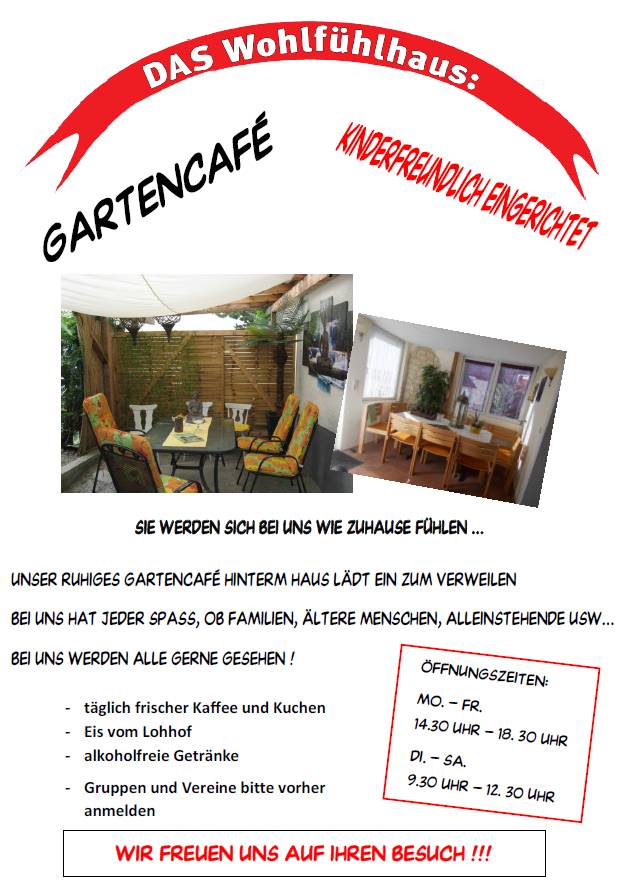 DAS Wohlfühlhaus:
GARTENCAFÉ
KINDERFREUNDLICH EINGERICHTET
SIE WERDEN SICH BEI UNS WIE ZUHAUSE FÜHLEN ...
UNSER RUHIGES GARTENCAFÉ HINTERM HAUS LÄDT EIN ZUM VERWEILEN
BEI UNS HAT JEDER SPASS, OB FAMILIEN, ÄLTERE MENSCHEN, ALLEINSTEHENDE USW...
BEI UNS WERDEN ALLE GERNE GESEHEN !
- täglich frischer Kaffee und Kuchen
- Eis vom Lohhof
- alkoholfreie Getränke
- Gruppen und Vereine bitte vorher
anmelden
ÖFFNUNGSZEITEN:
MO. – FR.
14.30 UHR – 18. 30 UHR
DI. – SA.
9.30 UHR – 12. 30 UHR
WIR FREUEN UNS AUF IHREN BESUCH !!!